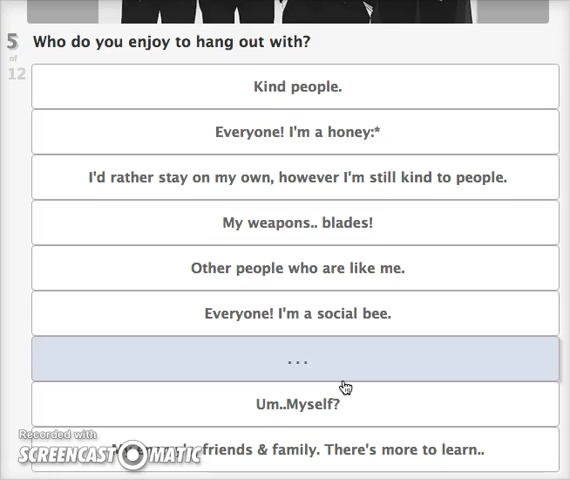 5
of
12
Who do you enjoy to hang out with?
Kind people.
Everyone! I'm a honey:*
I'd rather stay on my own, however I'm still kind to people.
My weapons.. blades!
Other people who are like me.
Everyone! I'm a social bee.
...
Um..Myself?
friends & family. There's more to learn..
Recorded with
SCREENCAST-O-MATIC